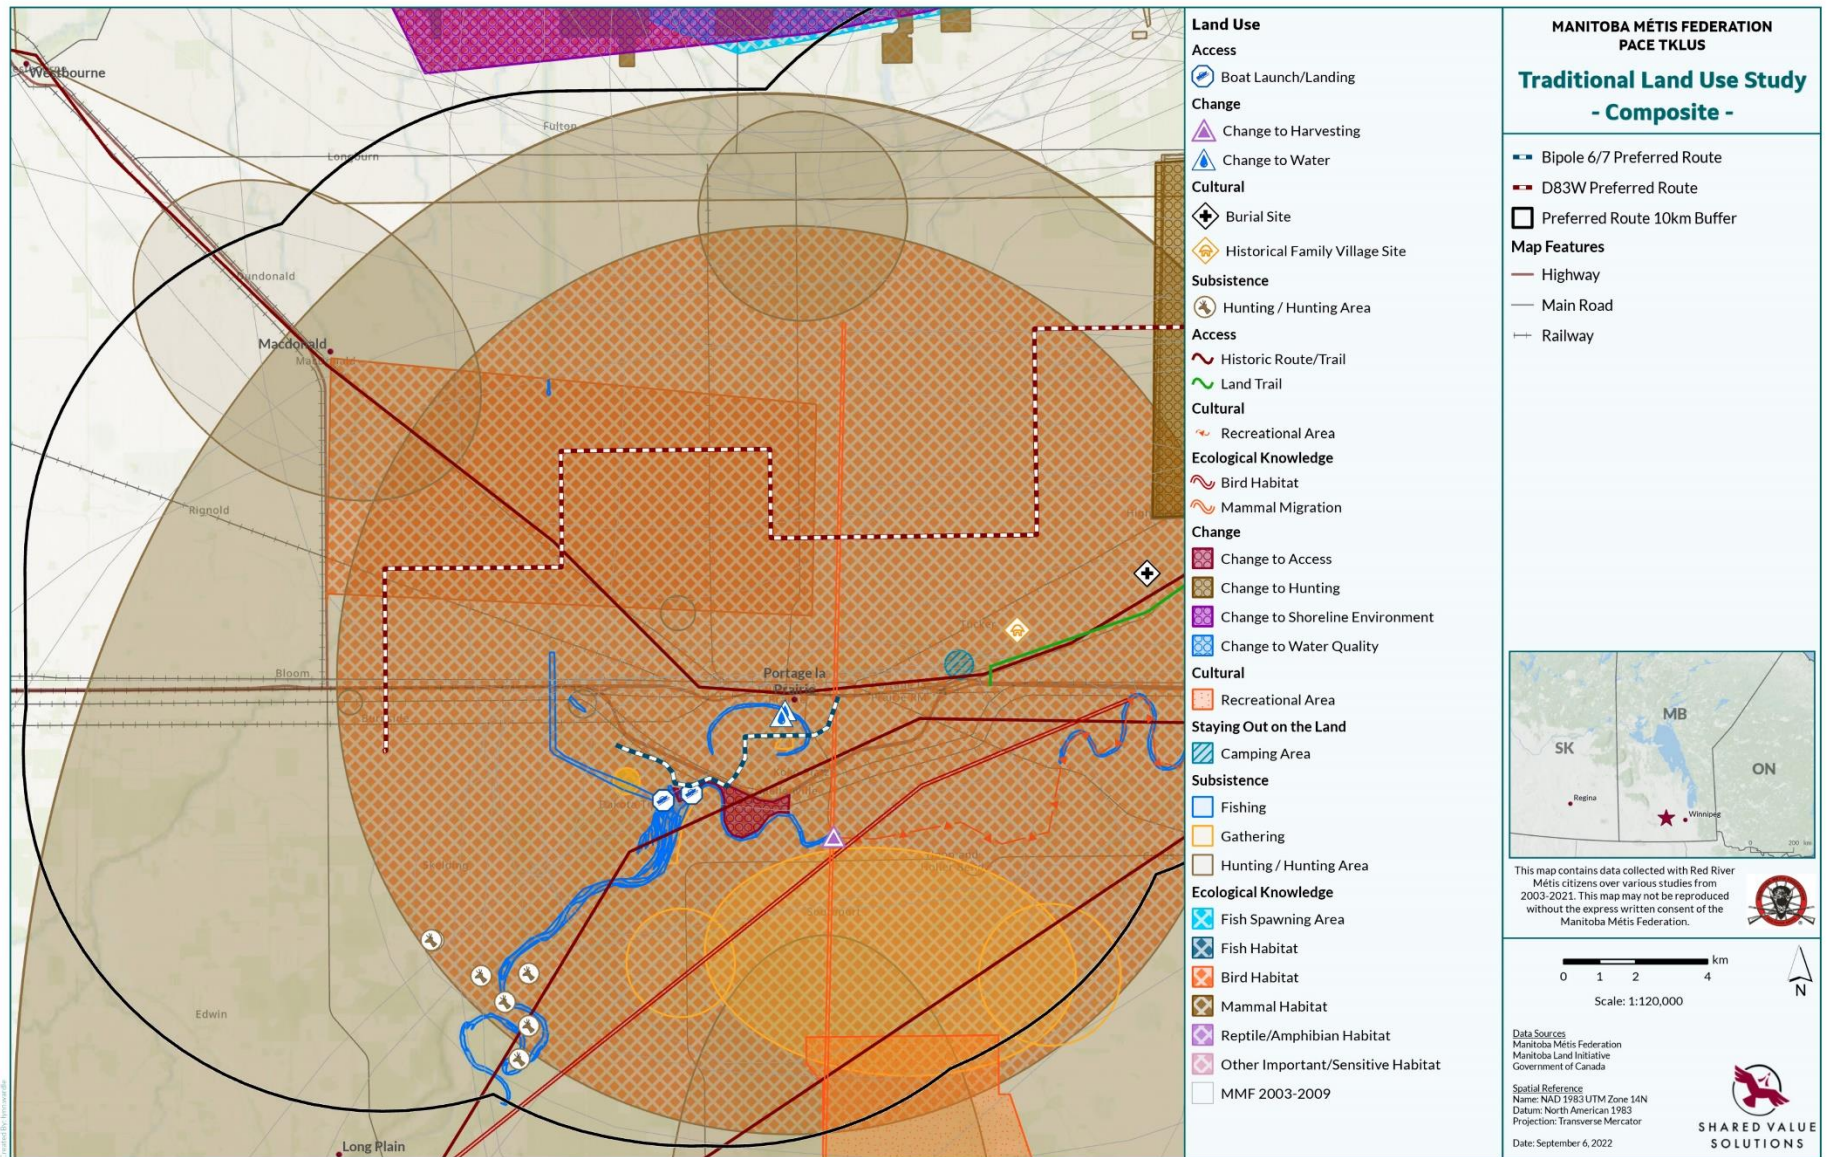 Westbourne
Fulton
Longburn
Dundonald
Macdonald
Macdonald
Rignold
High
Tucker
Bloom
Portage la
Prairie
Burnside
Edwin
Long Plain
Land Use
Access
Boat Launch/Landing
Change
Change to Harvesting
Change to Water
Cultural
Burial Site
Historical Family Village Site
Subsistence
Hunting / Hunting Area
Access
Historic Route/Trail
Land Trail
Cultural
Recreational Area
Ecological Knowledge
Bird Habitat
Mammal Migration
Change
Change to Access
Change to Hunting
Change to Shoreline Environment
Change to Water Quality
Cultural
Recreational Area
Staying Out on the Land
Camping Area
Subsistence
Fishing
Gathering
Hunting / Hunting Area
Ecological Knowledge
Fish Spawning Area
Fish Habitat
Bird Habitat
Mammal Habitat
Reptile/Amphibian Habitat
Other Important/Sensitive Habitat
MMF 2003-2009
MANITOBA MÉTIS FEDERATION
PACE TKLUS
Traditional Land Use Study
- Composite -
Bipole 6/7 Preferred Route
D83W Preferred Route
Preferred Route 10km Buffer
Map Features
Highway
Main Road
Railway
MB
SK
ON
Regina
Winnipeg
0 200 km
This map contains data collected with Red River
Métis citizens over various studies from
2003-2021. This map may not be reproduced
without the express written consent of the
Manitoba Métis Federation.
km
0 1 2 4
Scale: 1:120,000
N
Data Sources
Manitoba Métis Federation
Manitoba Land Initiative
Government of Canada
Spatial Reference
Name: NAD 1983 UTM Zone 14N
Datum: North American 1983
Projection: Transverse Mercator
Date: September 6, 2022
SHARED VALUE
SOLUTIONS